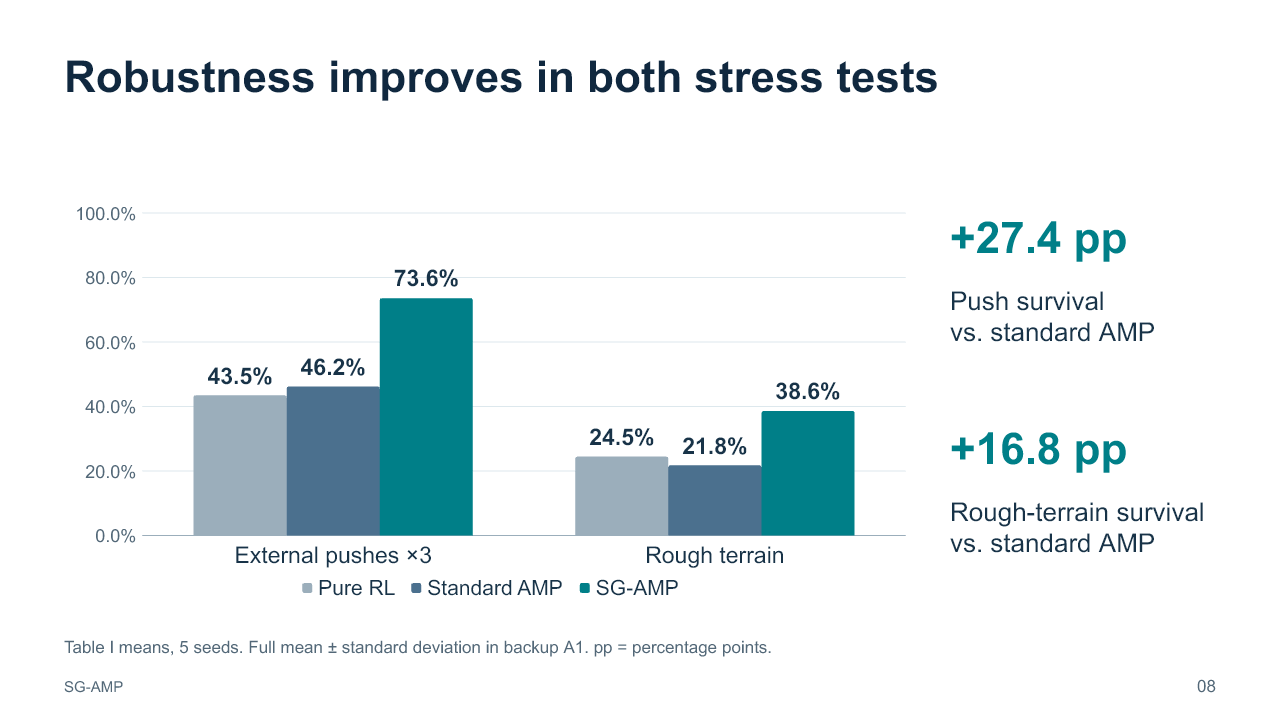 Robustness improves in both stress tests
100.0%
80.0%
60.0%
40.0%
20.0%
0.0%
43.5%
46.2%
73.6%
24.5%
21.8%
38.6%
External pushes ×3
Rough terrain
Pure RL
Standard AMP
SG-AMP
+27.4 pp
Push survival
vs. standard AMP
+16.8 pp
Rough-terrain survival
vs. standard AMP
Table I means, 5 seeds. Full mean ± standard deviation in backup A1. pp = percentage points.
SG-AMP
08